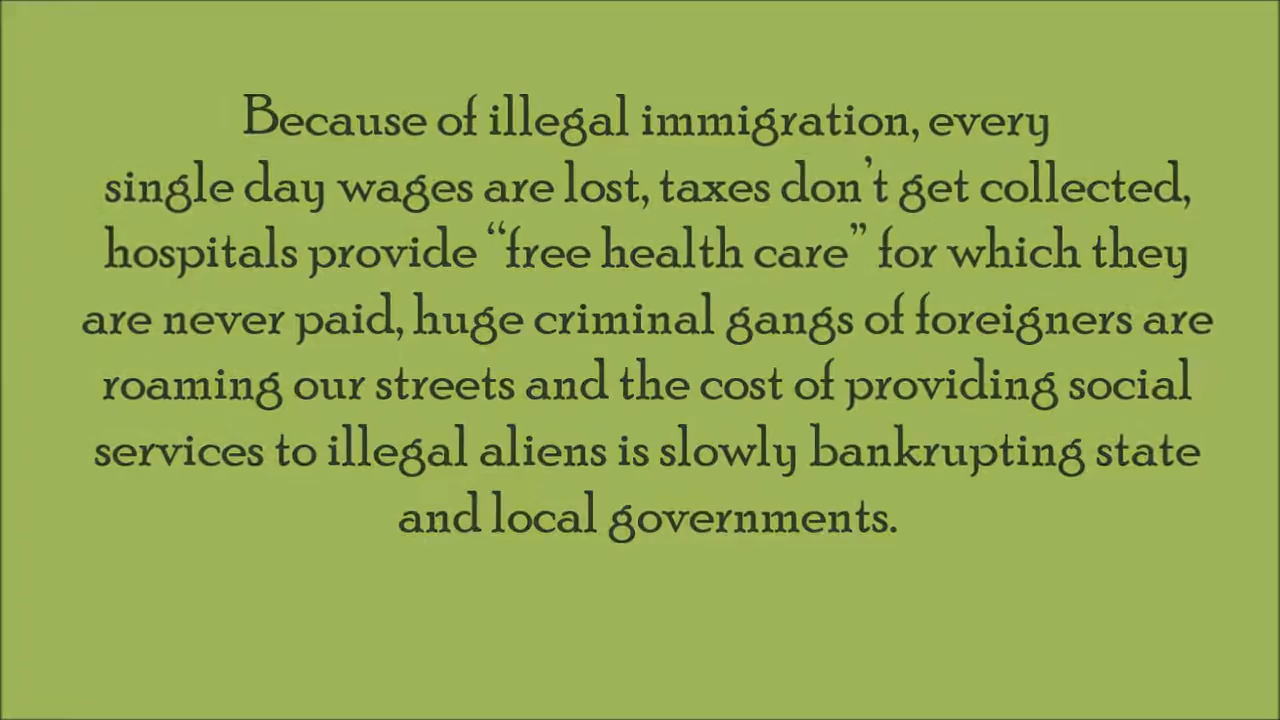 Because of illegal immigration, every
single day wages are lost, taxes don’t get collected,
hospitals provide “free health care” for which they
are never paid, huge criminal gangs of foreigners are
roaming our streets and the cost of providing social
services to illegal aliens is slowly bankrupting state
and local governments.